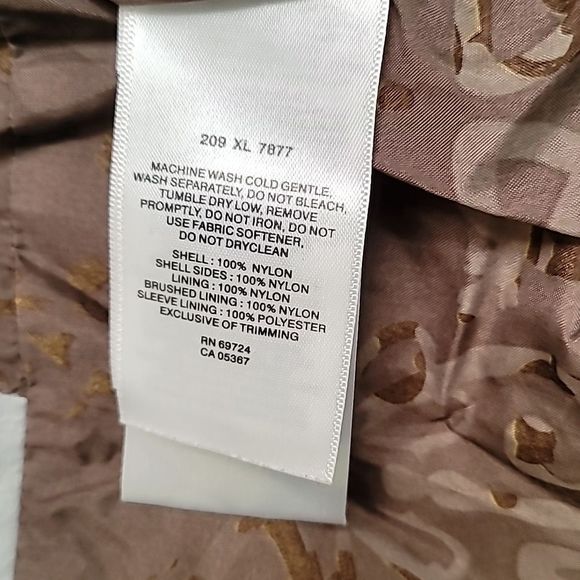 209 XL 7877
MACHINE WASH COLD GENTLE,
WASH SEPARATELY, DO NOT BLEACH,
TUMBLE DRY LOW, REMOVE
PROMPTLY, DO NOT IRON, DO NOT
USE FABRIC SOFTENER,
DO NOT DRYCLEAN
SHELL : 100% NYLON
SHELL SIDES : 100% NYLON
LINING : 100% NYLON
BRUSHED LINING : 100% NYLON
SLEEVE LINING : 100% POLYESTER
EXCLUSIVE OF TRIMMING
RN 69724
CA 05367